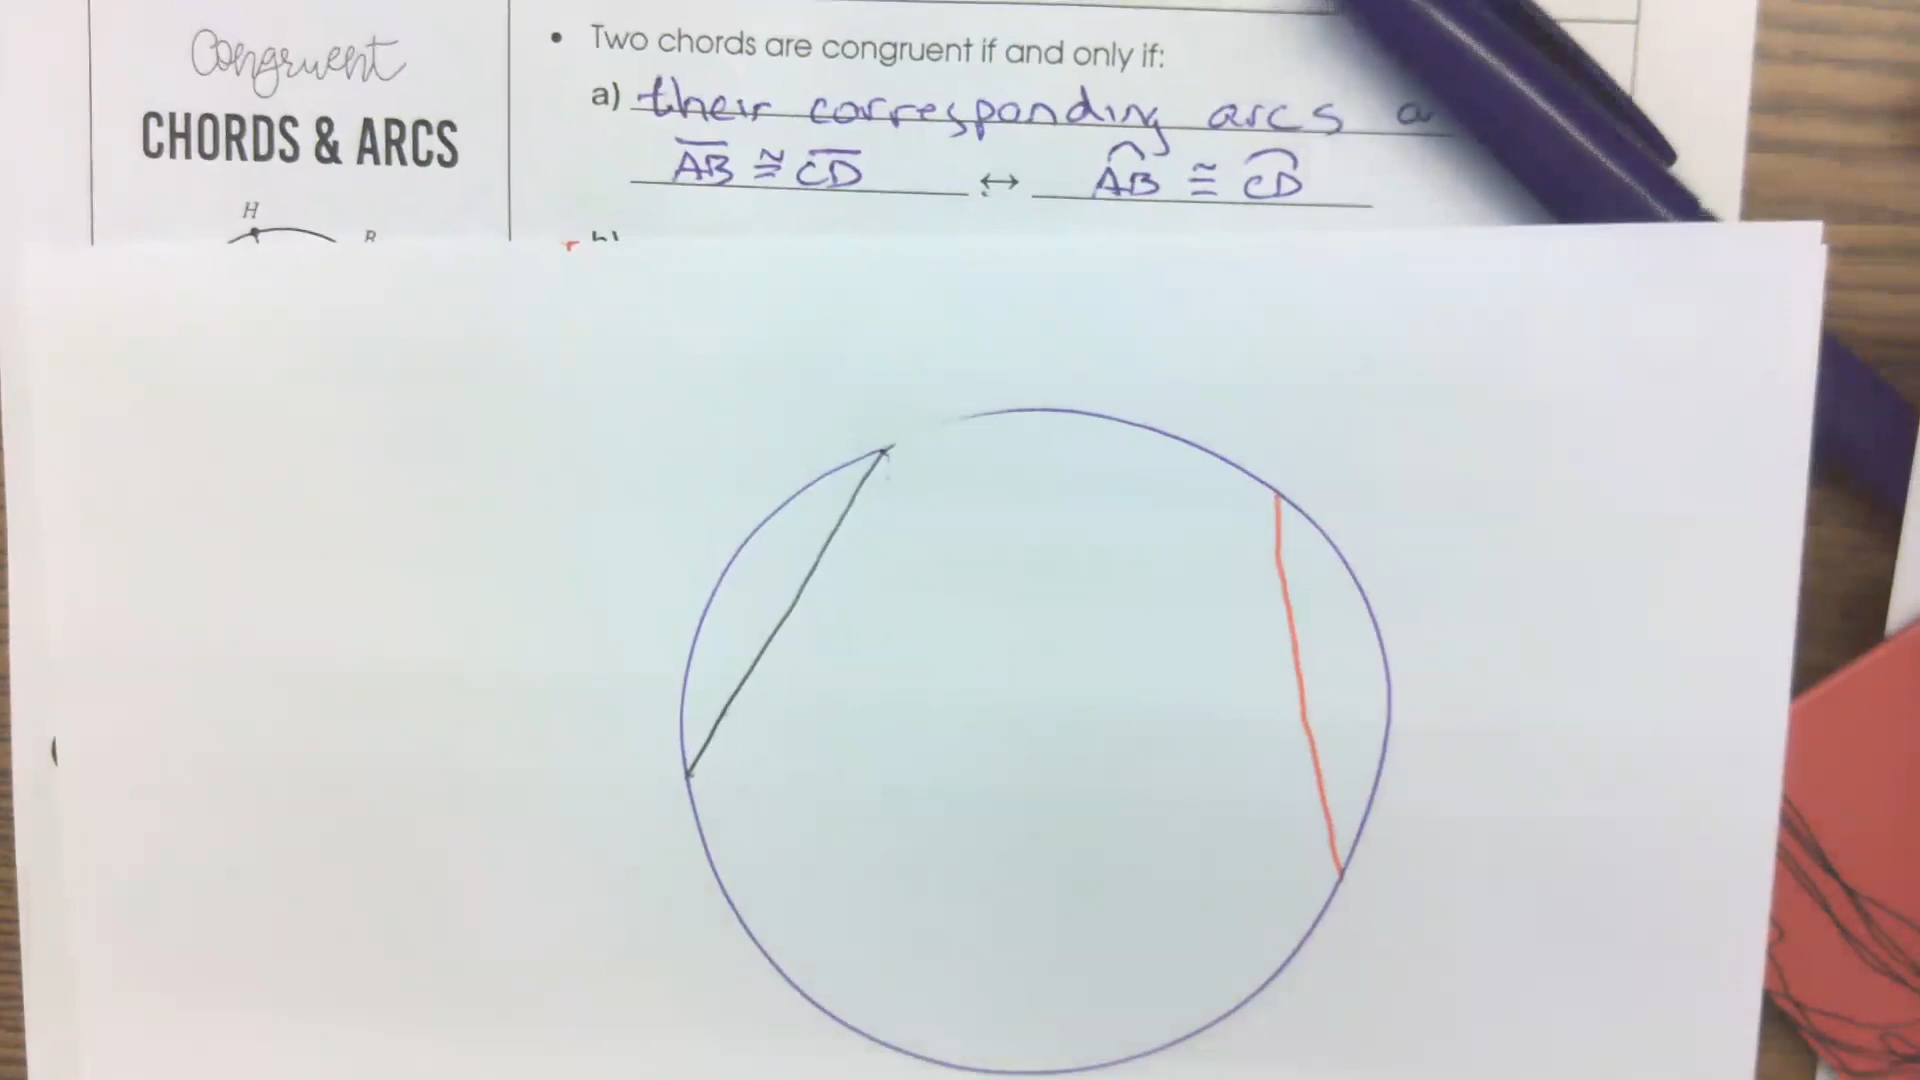 Congruent
CHORDS & ARCS
H
B
• Two chords are congruent if and only if:
a) their corresponding arcs
AB ≅ CD ↔ AB ≅ CD